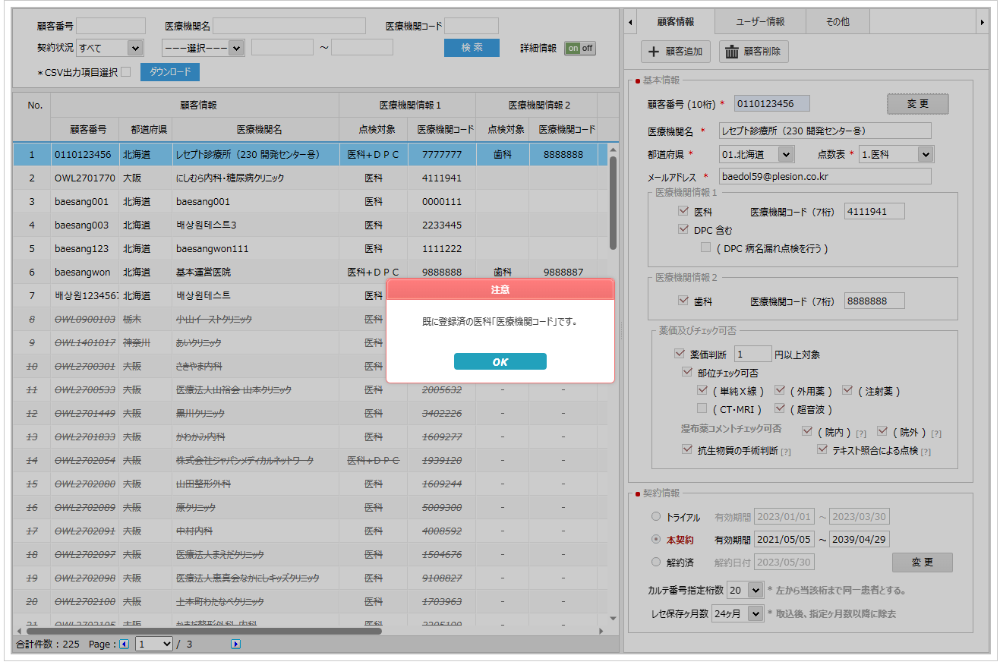 顧客番号 医療機関名 医療機関コード
契約状況 すべて ---選択--- ～ 検 索 詳細情報 on off
*CSV出力項目選択 ダウンロード
No. 顧客情報 医療機関情報1 医療機関情報2
顧客番号 都道府県 医療機関名 点検対象 医療機関コード 点検対象 医療機関コード
1 0110123456 北海道 レセプト診療所（230 開発センター용） 医科+ＤＰＣ 7777777 歯科 8888888
2 OWL2701770 大阪 にしむら内科・糖尿病クリニック 医科 4111941
3 baesang001 北海道 baesang001 医科 0000111
4 baesang003 北海道 배상원테스트3 医科 2233445
5 baesang123 北海道 baesangwon111 医科 1111222
6 baesangwon 北海道 基本運営医院 医科+ＤＰＣ 9888888 歯科 9888887
7 배상원1234567 北海道 배상원테스트 医科
8 OWL0900103 栃木 小山イーストクリニック 医科
9 OWL1401017 神奈川 あいクリニック 医科
10 OWL2700301 大阪 さきやま内科 医科
11 OWL2700533 大阪 医療法人山裕会 山本クリニック 医科 2005632 - -
12 OWL2701449 大阪 黒川クリニック 医科 3402226 - -
13 OWL2701833 大阪 かわかみ内科 医科 1609277 - -
14 OWL2702054 大阪 株式会社ジャパンメディカルネットワーク 医科+ＤＰＣ 1939120 - -
15 OWL2702080 大阪 山田整形外科 医科 1609244 - -
16 OWL2702089 大阪 原クリニック 医科 5009300 - -
17 OWL2702091 大阪 中村内科 医科 4008592 - -
18 OWL2702097 大阪 医療法人まえだクリニック 医科 1504676 - -
19 OWL2702098 大阪 医療法人恵真会なかにしキッズクリニック 医科 9108827 - -
20 OWL2702100 大阪 上本町わたなべクリニック 医科 1703963 - -
21 OWL2702105 大阪 医科 - -
合計件数 : 225 Page : 1 / 3
注意
既に登録済の医科「医療機関コード」です。
OK
顧客情報 ユーザー情報 その他
顧客追加 顧客削除
基本情報
顧客番号 (10桁) * 0110123456 変 更
医療機関名 * レセプト診療所（230 開発センター용）
都道府県 * 01.北海道 点数表 * 1.医科
メールアドレス * baedol59@plesion.co.kr
医療機関情報1
医科 医療機関コード（7桁） 4111941
DPC 含む
( DPC 病名漏れ点検を行う )
医療機関情報2
歯科 医療機関コード（7桁） 8888888
薬価及びチェック可否
薬価判断 1 円以上対象
部位チェック可否
( 単純Ｘ線 ) ( 外用薬 ) ( 注射薬 )
( CT・MRI ) ( 超音波 )
湿布薬コメントチェック可否 ( 院内 ) [?] ( 院外 ) [?]
抗生物質の手術判断 [?] テキスト照合による点検 [?]
契約情報
トライアル 有効期間 2023/01/01 ～ 2023/03/30
本契約 有効期間 2021/05/05 ～ 2039/04/29
解約済 解約日付 2023/05/30 変 更
カルテ番号指定桁数 20 * 左から当該桁まで同一患者とする。
レセ保存ヶ月数 24ヶ月 * 取込後、指定ヶ月数以降に除去